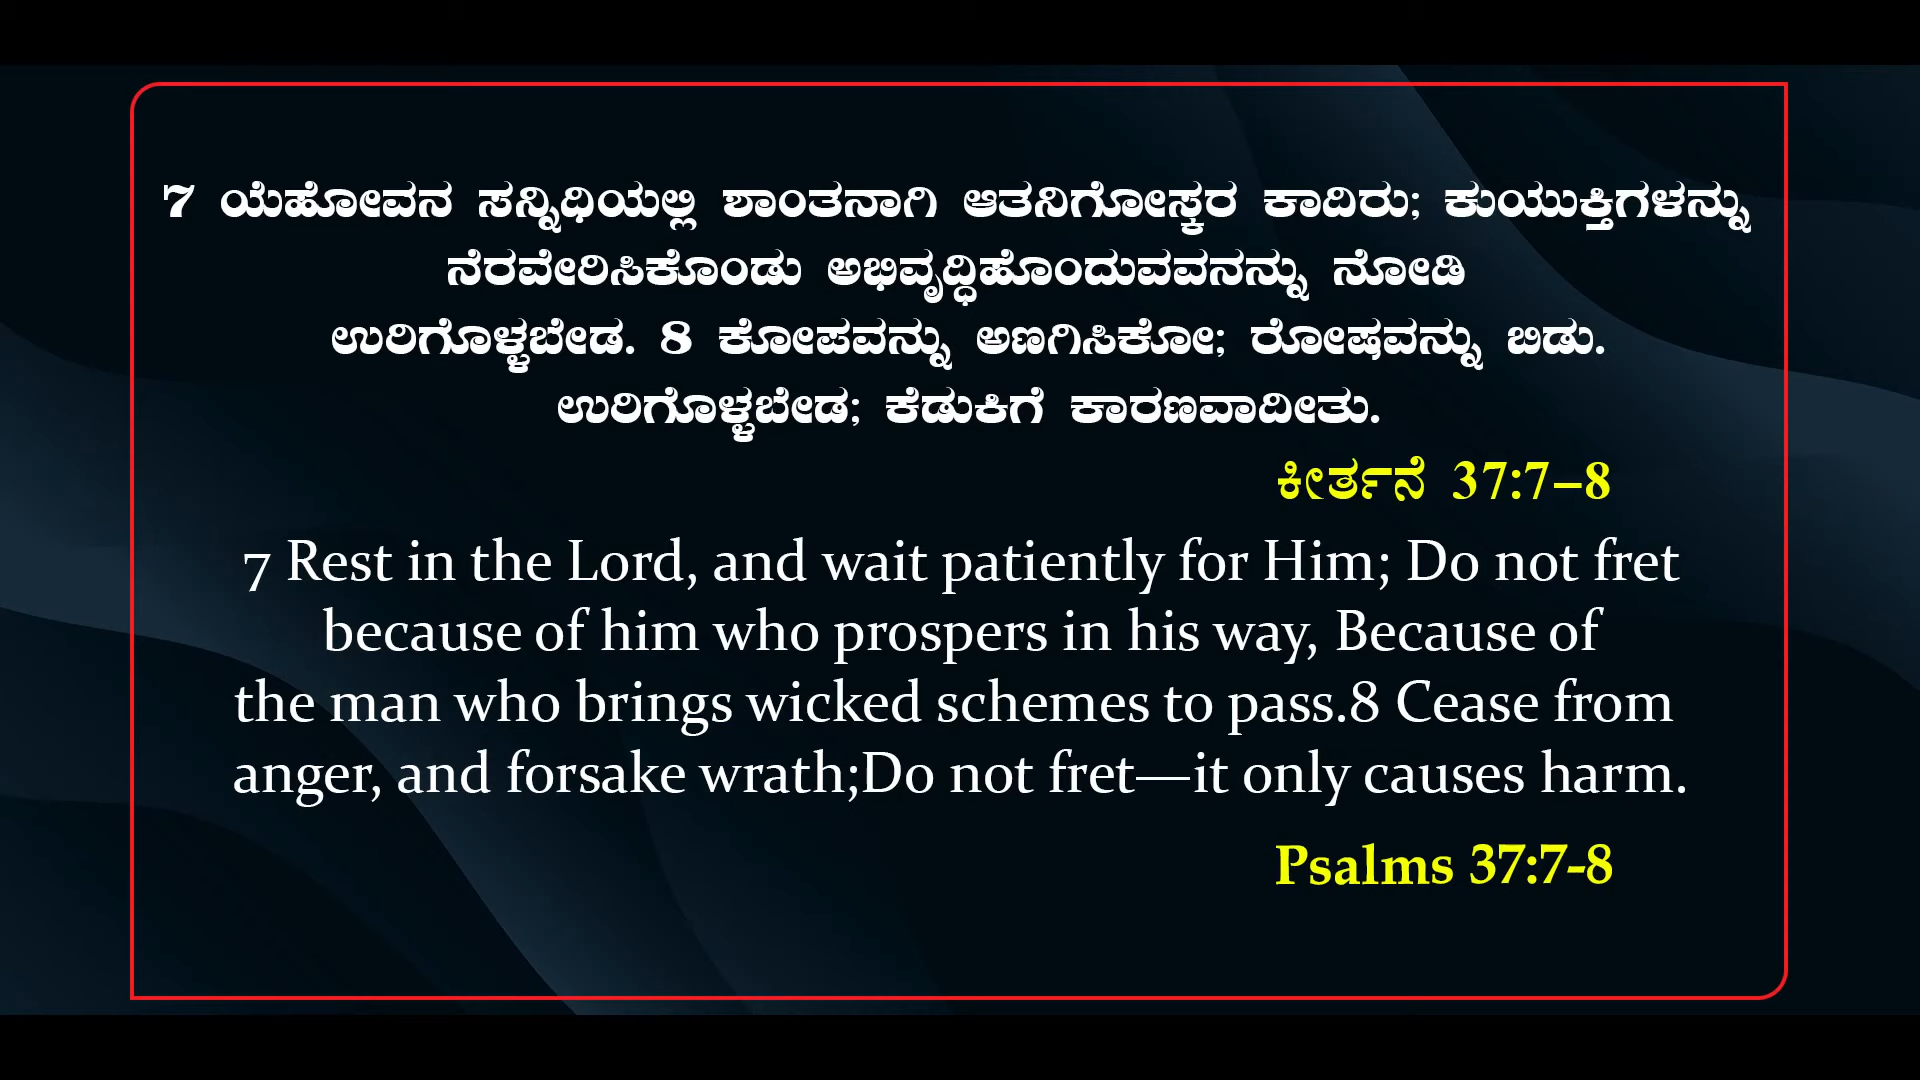 7 ಯೆಹೋವನ ಸನ್ನಿಧಿಯಲ್ಲಿ ಶಾಂತನಾಗಿ ಆತನಿಗೋಸ್ಕರ ಕಾದಿರು; ಕುಯುಕ್ತಿಗಳನ್ನು
ನೆರವೇರಿಸಿಕೊಂಡು ಅಭಿವೃದ್ಧಿಹೊಂದುವವನನ್ನು ನೋಡಿ
ಉರಿಗೊಳ್ಳಬೇಡ. 8 ಕೋಪವನ್ನು ಅಣಗಿಸಿಕೋ; ರೋಷವನ್ನು ಬಿಡು.
ಉರಿಗೊಳ್ಳಬೇಡ; ಕೆಡುಕಿಗೆ ಕಾರಣವಾದೀತು.
ಕೀರ್ತನೆ 37:7–8
7 Rest in the Lord, and wait patiently for Him; Do not fret
because of him who prospers in his way, Because of
the man who brings wicked schemes to pass.8 Cease from
anger, and forsake wrath;Do not fret—it only causes harm.
Psalms 37:7-8